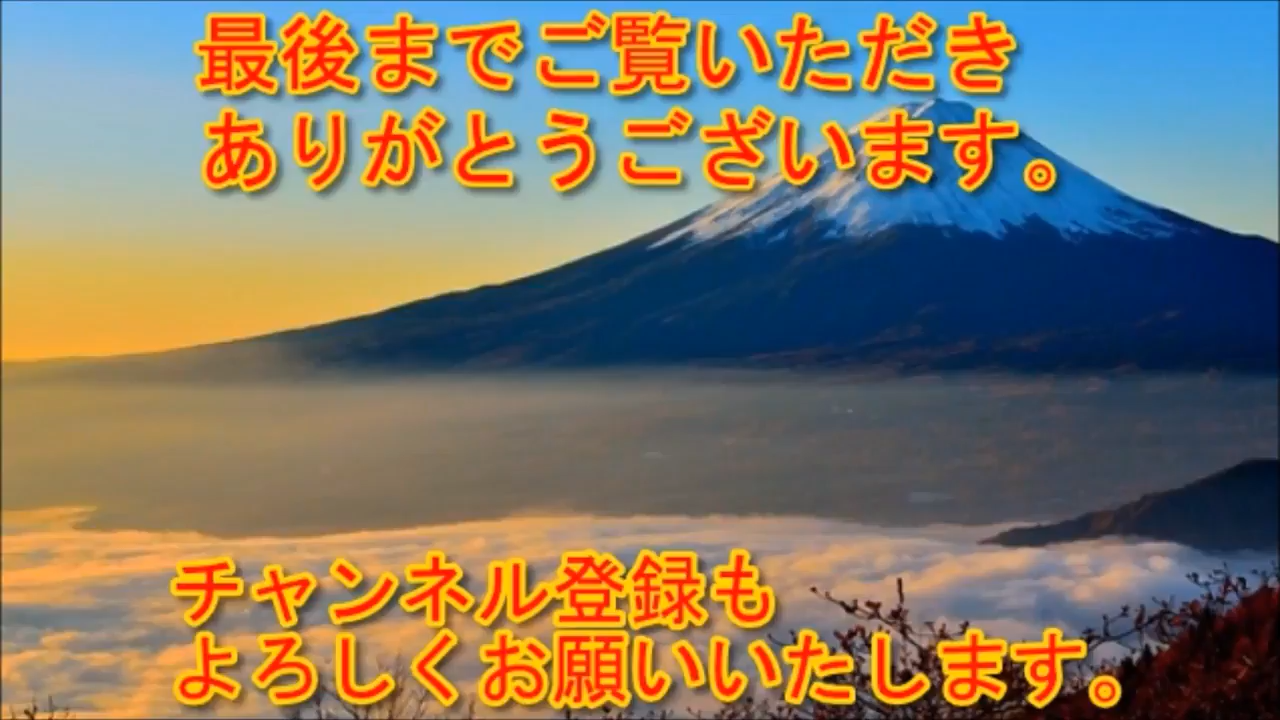 最後までご覧いただき
ありがとうございます。
チャンネル登録も
よろしくお願いいたします。